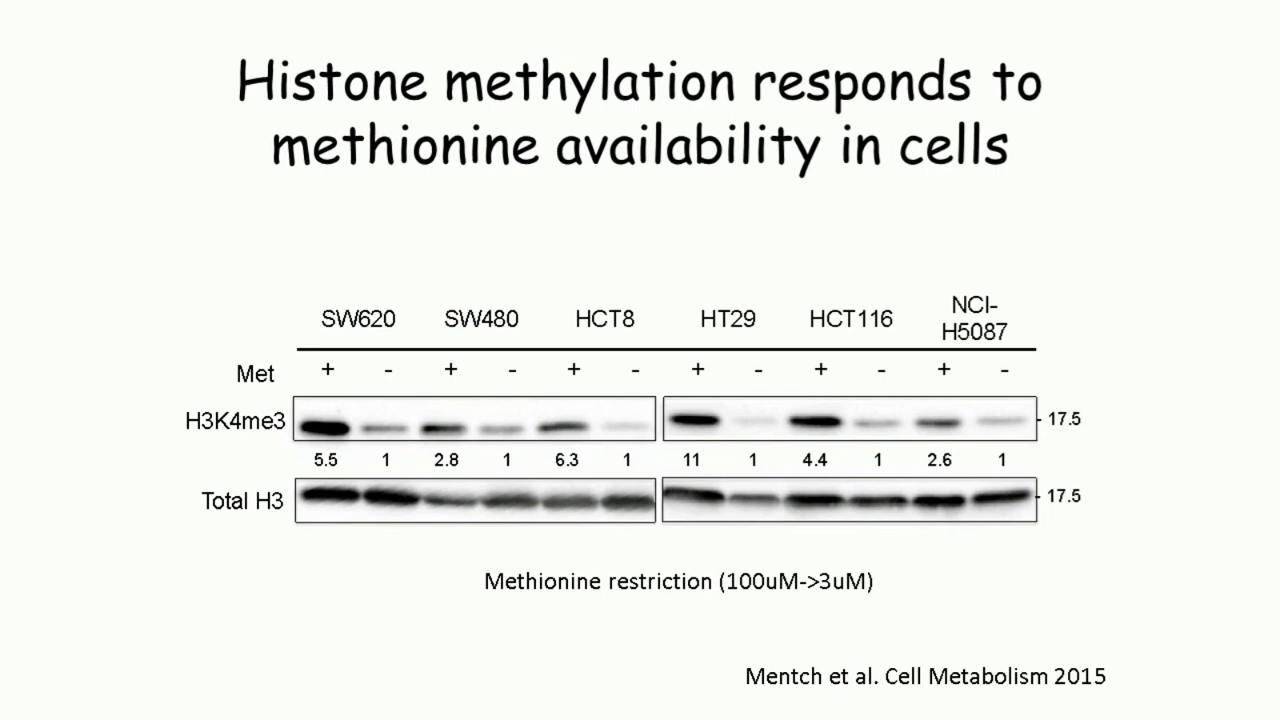 Histone methylation responds to
methionine availability in cells
SW620 SW480 HCT8 HT29 HCT116 NCI-
H5087
Met + - + - + - + - + - + -
H3K4me3 17.5
5.5 1 2.8 1 6.3 1 11 1 4.4 1 2.6 1
Total H3 17.5
Methionine restriction (100uM->3uM)
Mentch et al. Cell Metabolism 2015